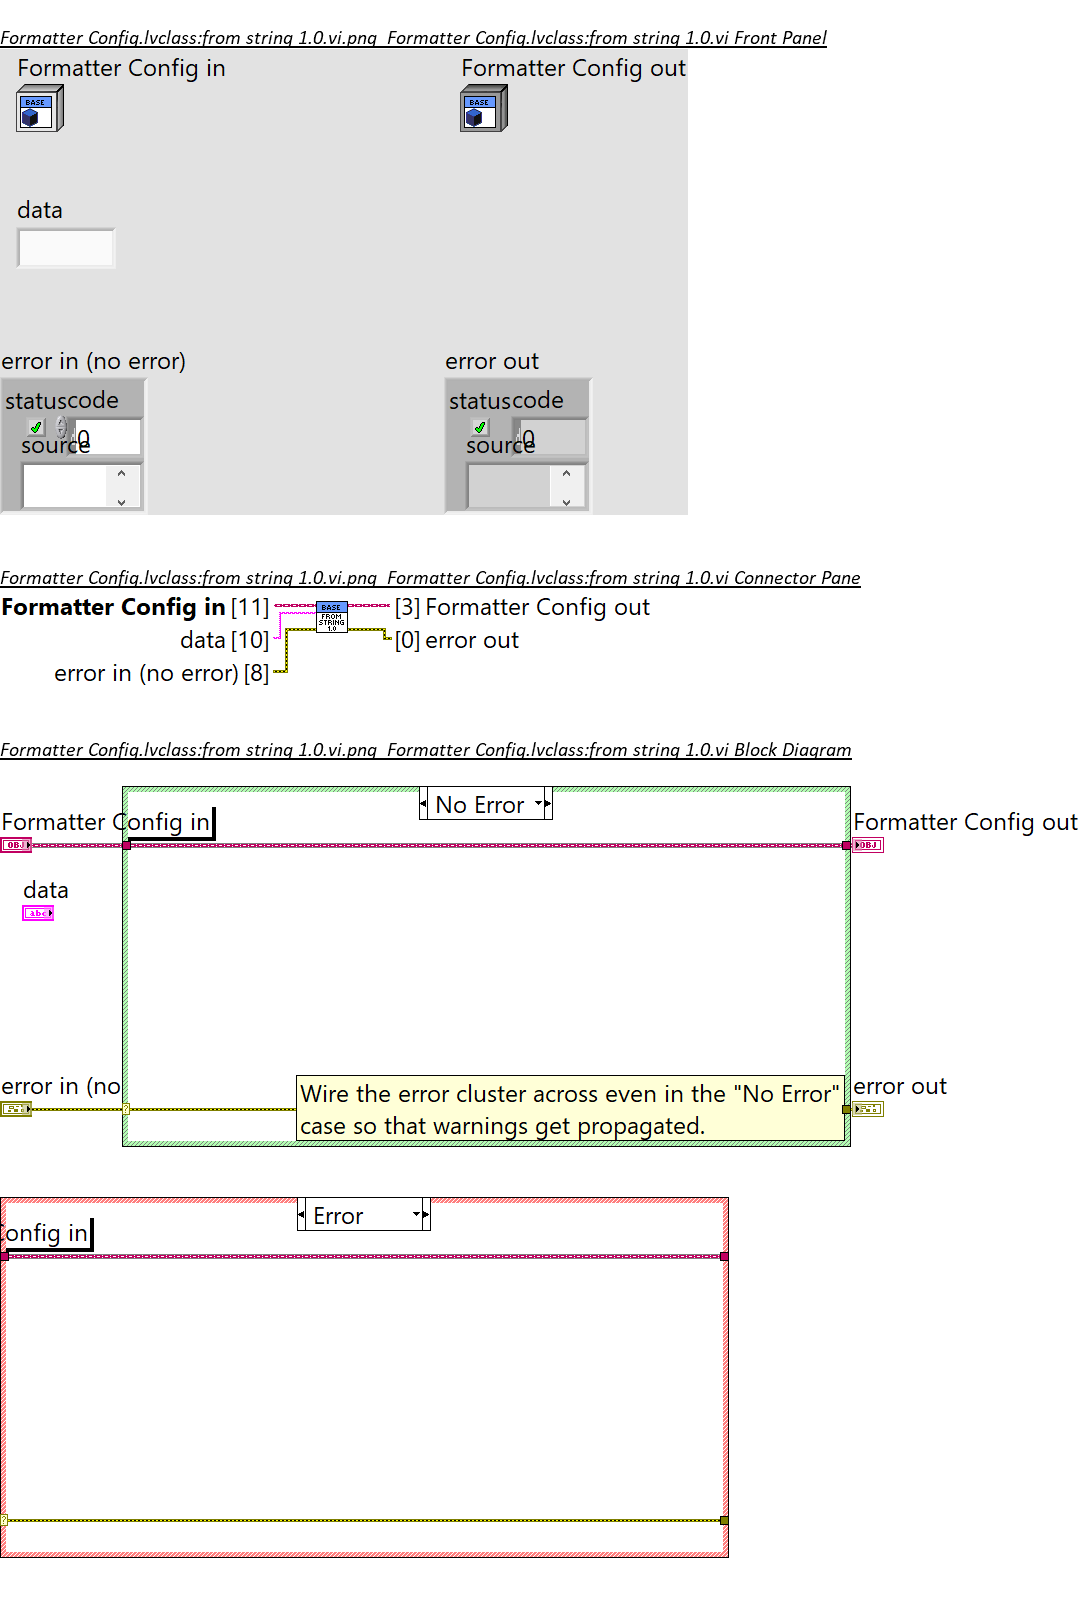 Formatter Config.lvclass:from string 1.0.vi.png  Formatter Config.lvclass:from string 1.0.vi Front Panel
Formatter Config in
Formatter Config out
BASE
BASE
data
error in (no error)
error out
status code
status code
0
0
source
source
Formatter Config.lvclass:from string 1.0.vi.png  Formatter Config.lvclass:from string 1.0.vi Connector Pane
Formatter Config in [11]
BASE
FROM
STRING
1.0
[3] Formatter Config out
data [10]
[0] error out
error in (no error) [8]
Formatter Config.lvclass:from string 1.0.vi.png  Formatter Config.lvclass:from string 1.0.vi Block Diagram
No Error
Formatter Config in
Formatter Config out
OBJ
OBJ
data
abc
error in (no
error out
Wire the error cluster across even in the "No Error"
case so that warnings get propagated.
?
Error
onfig in
?